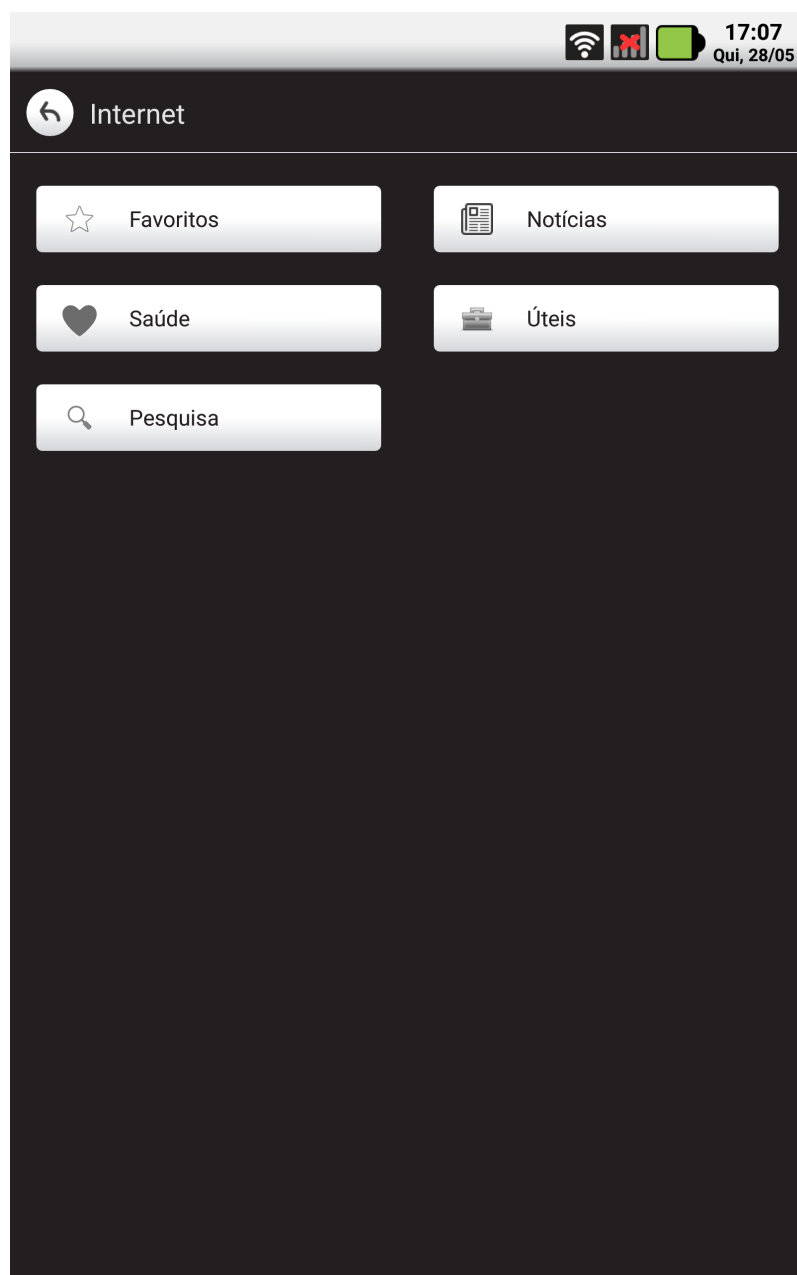 17:07
Qui, 28/05
Internet
Favoritos
Notícias
Saúde
Úteis
Pesquisa